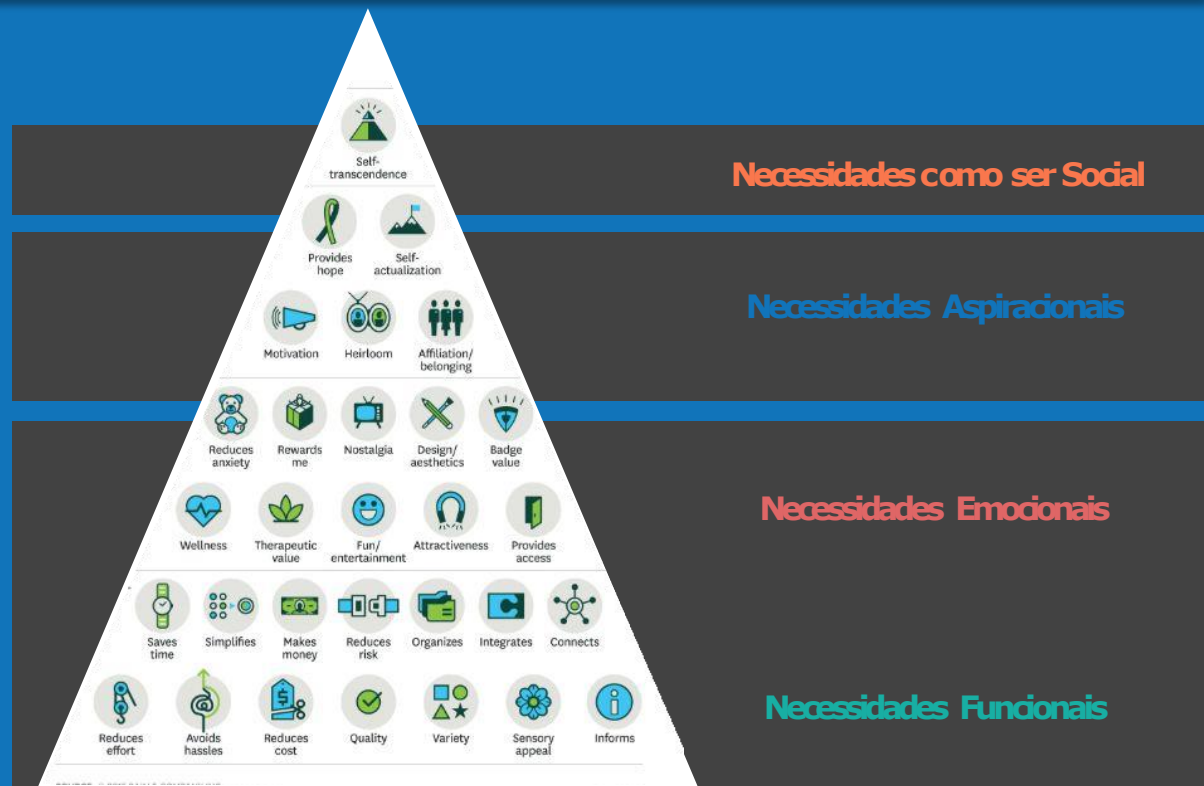 Self-
transcendence
Necessidades como ser Social
Provides
hope
Self-
actualization
Necessidades Aspiracionais
Motivation
Heirloom
Affiliation/
belonging
Reduces
anxiety
Rewards
me
Nostalgia
Design/
aesthetics
Badge
value
Necessidades Emocionais
Wellness
Therapeutic
value
Fun/
entertainment
Attractiveness
Provides
access
Saves
time
Simplifies
Makes
money
Reduces
risk
Organizes
Integrates
Connects
Necessidades Funcionais
Reduces
effort
Avoids
hassles
Reduces
cost
Quality
Variety
Sensory
appeal
Informs